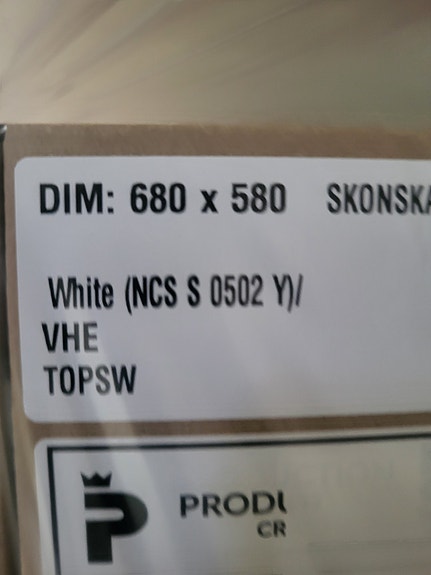 DIM: 680 x 580 SKONSKA
White (NCS S 0502 Y)/
VHE
TOPSW
P PRODU
CR